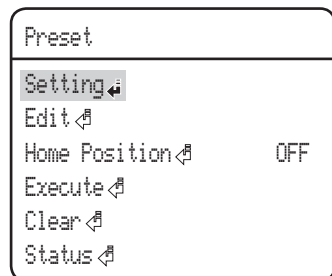 Preset
Setting
Edit
Home Position OFF
Execute
Clear
Status